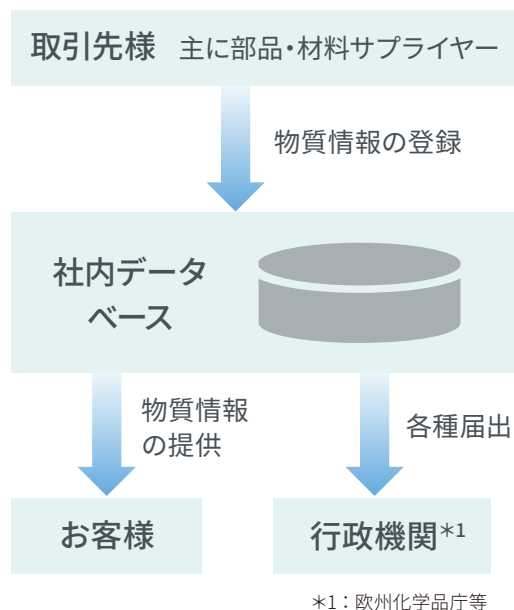 取引先様 主に部品・材料サプライヤー
物質情報の登録
社内データ
ベース
物質情報
の提供
各種届出
お客様
行政機関＊1
＊1：欧州化学品庁等